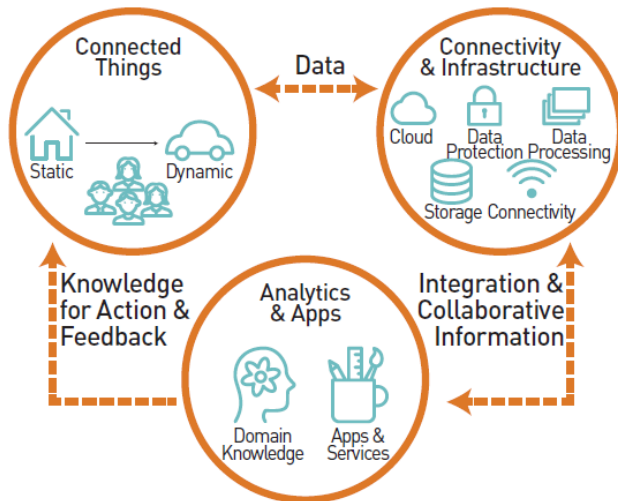 Connected
Things
Static
Dynamic
Data
Connectivity
& Infrastructure
Cloud
Data
Protection
Data
Processing
Storage
Connectivity
Knowledge
for Action &
Feedback
Analytics
& Apps
Domain
Knowledge
Apps &
Services
Integration &
Collaborative
Information